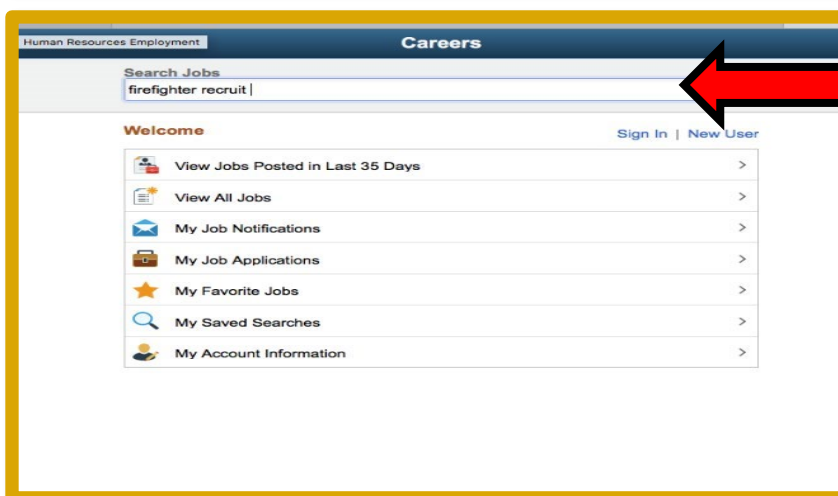 Human Resources Employment
Careers
Search Jobs
firefighter recruit
Welcome
Sign In | New User
View Jobs Posted in Last 35 Days
View All Jobs
My Job Notifications
My Job Applications
My Favorite Jobs
My Saved Searches
My Account Information